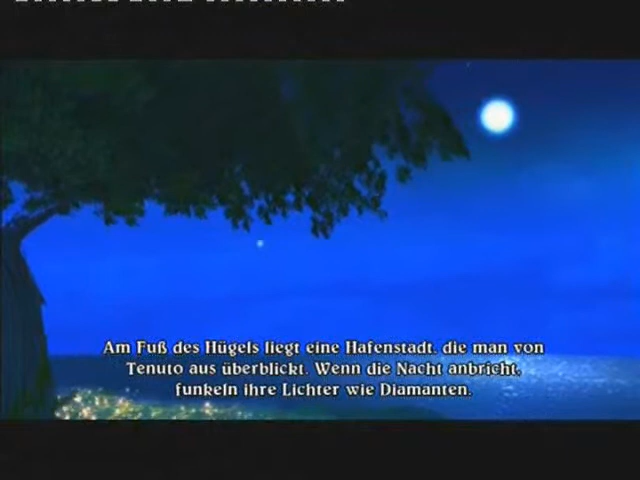 Am Fuß des Hügels liegt eine Hafenstadt, die man von
Tenuto aus überblickt. Wenn die Nacht anbricht,
funkeln ihre Lichter wie Diamanten.